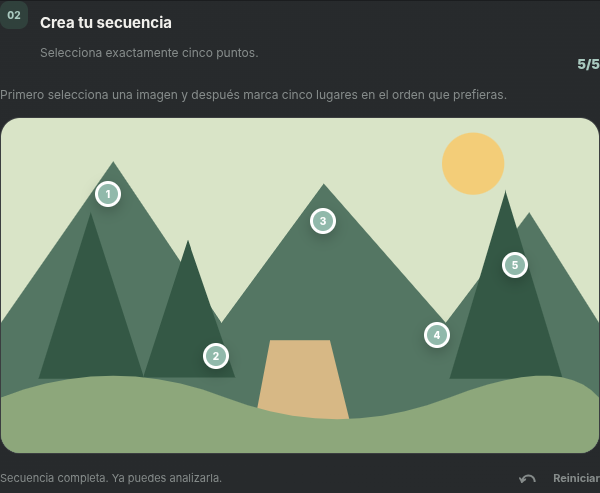 02
Crea tu secuencia
Selecciona exactamente cinco puntos.
5/5
Primero selecciona una imagen y después marca cinco lugares en el orden que prefieras.
1
3
5
4
2
Secuencia completa. Ya puedes analizarla.
Reiniciar